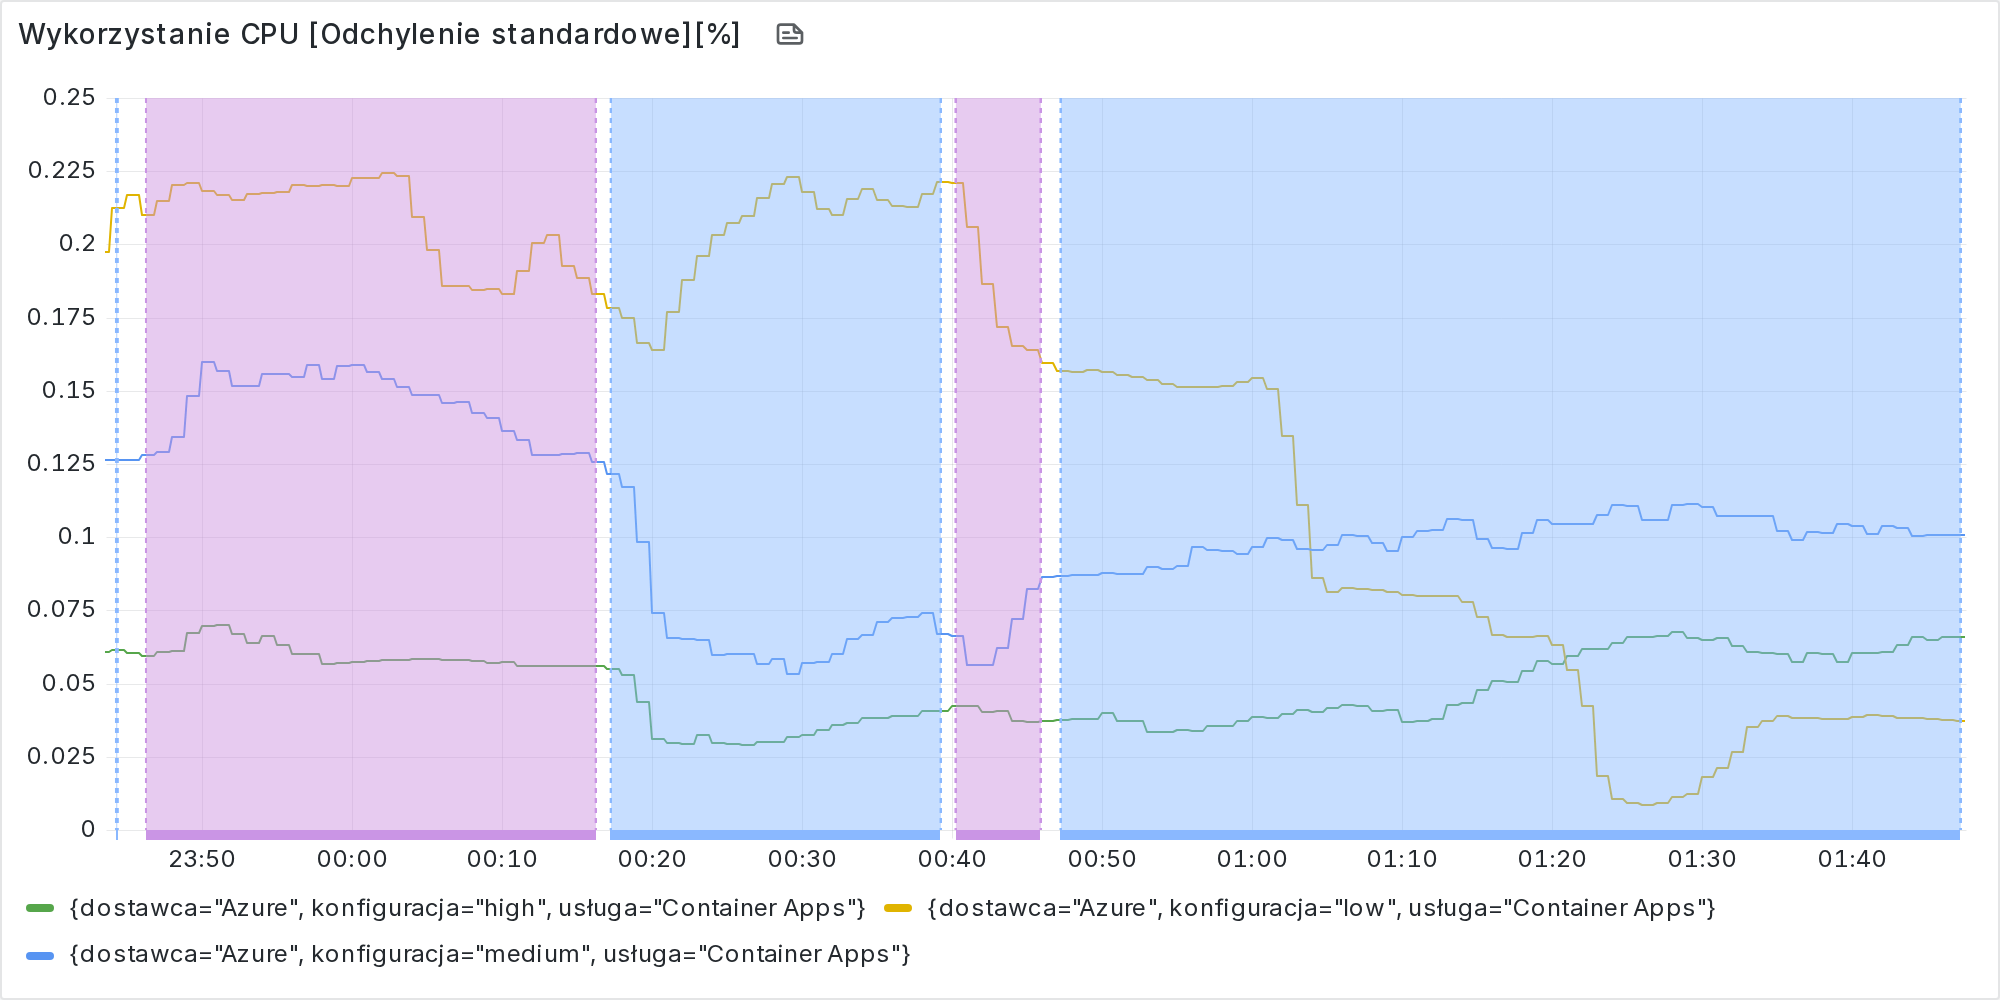 Wykorzystanie CPU [Odchylenie standardowe][%]
0.25
0.225
0.2
0.175
0.15
0.125
0.1
0.075
0.05
0.025
0
23:50 00:00 00:10 00:20 00:30 00:40 00:50 01:00 01:10 01:20 01:30 01:40
{dostawca="Azure", konfiguracja="high", usługa="Container Apps"} {dostawca="Azure", konfiguracja="low", usługa="Container Apps"}
{dostawca="Azure", konfiguracja="medium", usługa="Container Apps"}